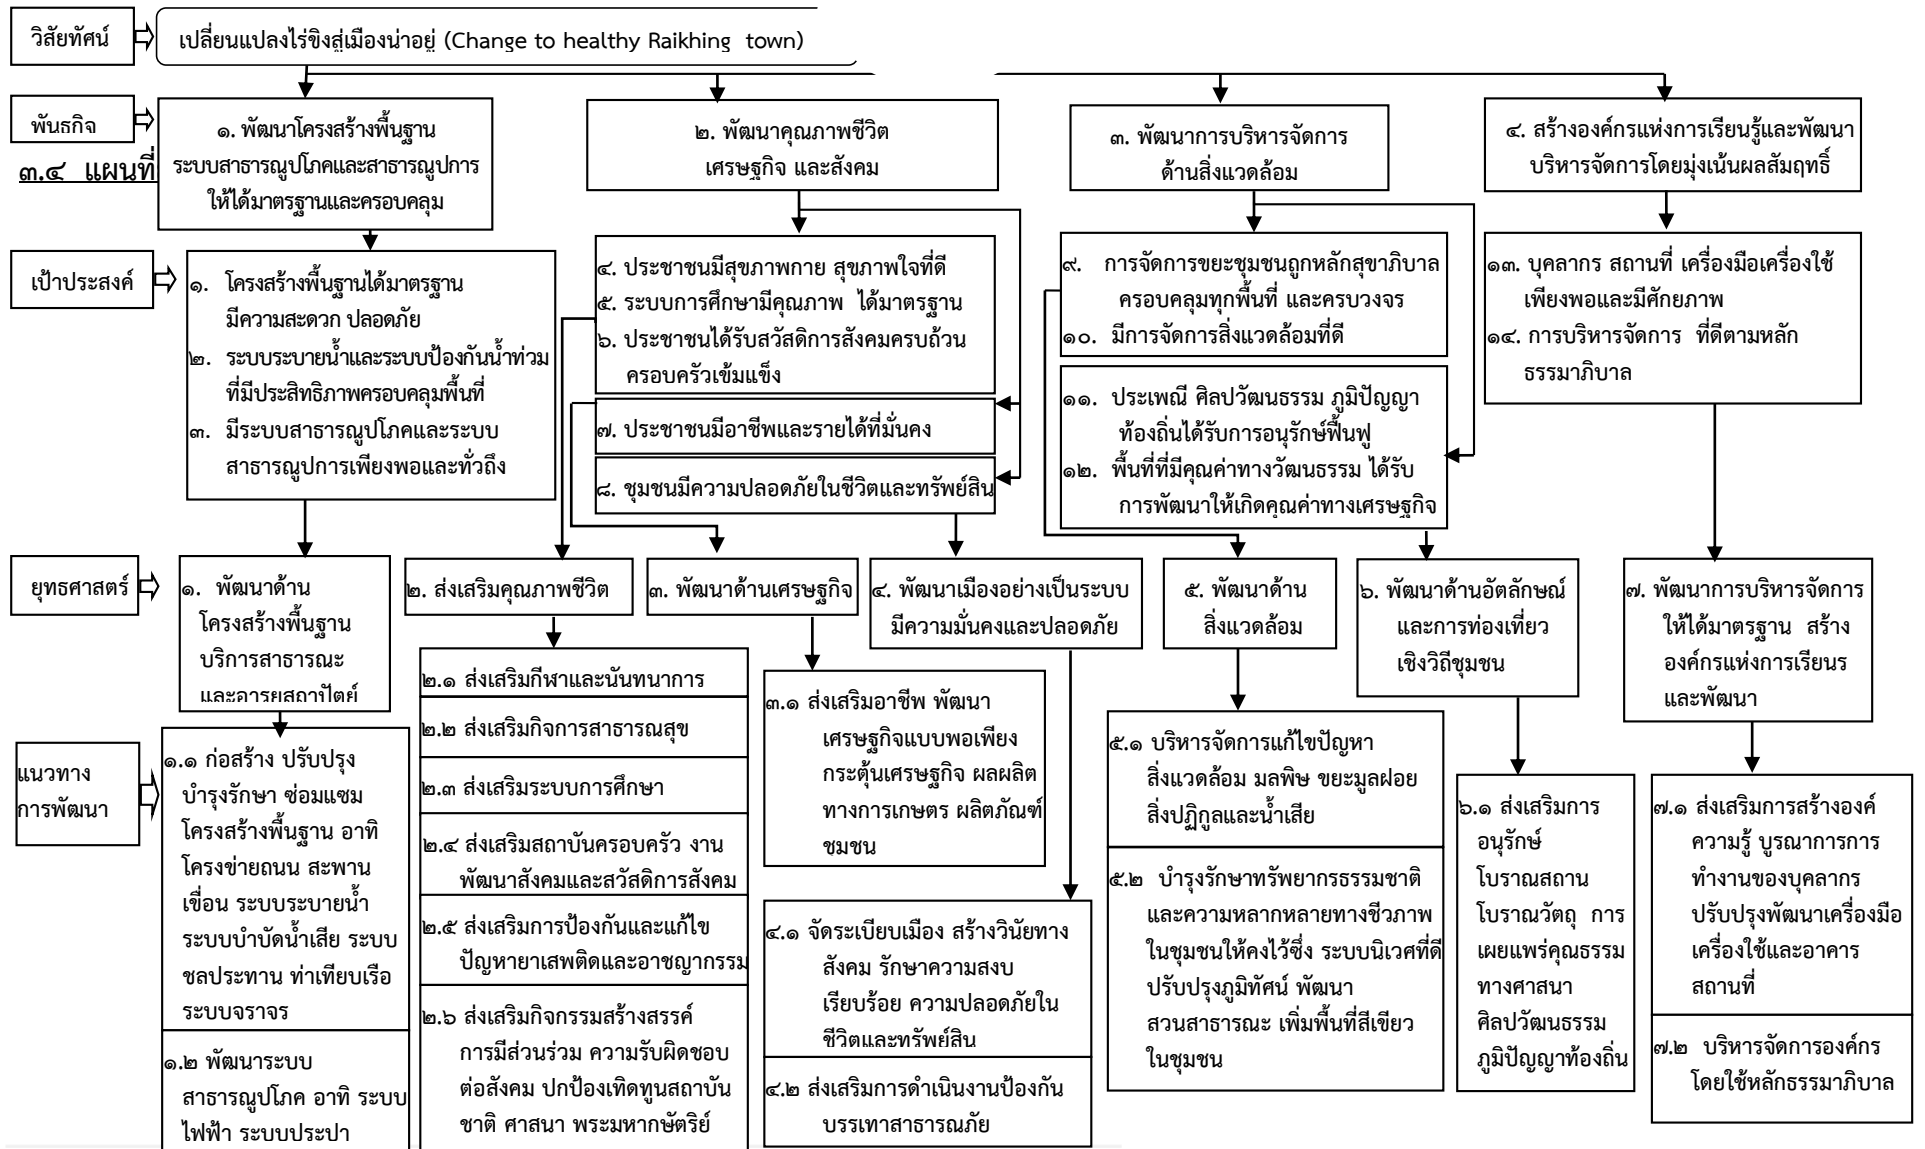 วิสัยทัศน์
เปลี่ยนแปลงไร่ขิงสู่เมืองน่าอยู่ (Change to healthy Raikhing  town)
พันธกิจ
๑. พัฒนาโครงสร้างพื้นฐาน
ระบบสาธารณูปโภคและสาธารณูปการ
ให้ได้มาตรฐานและครอบคลุม
๒. พัฒนาคุณภาพชีวิต
เศรษฐกิจ และสังคม
๓. พัฒนาการบริหารจัดการ
ด้านสิ่งแวดล้อม
๔. สร้างองค์กรแห่งการเรียนรู้และพัฒนา
บริหารจัดการโดยมุ่งเน้นผลสัมฤทธิ์
๓.๔  แผนที่
เป้าประสงค์
๑.  โครงสร้างพื้นฐานได้มาตรฐาน
มีความสะดวก ปลอดภัย
๒.  ระบบระบายน้ำและระบบป้องกันน้ำท่วม
ที่มีประสิทธิภาพครอบคลุมพื้นที่
๓.  มีระบบสาธารณูปโภคและระบบ
สาธารณูปการเพียงพอและทั่วถึง
๔. ประชาชนมีสุขภาพกาย สุขภาพใจที่ดี
๕. ระบบการศึกษามีคุณภาพ  ได้มาตรฐาน
๖. ประชาชนได้รับสวัสดิการสังคมครบถ้วน
ครอบครัวเข้มแข็ง
๗. ประชาชนมีอาชีพและรายได้ที่มั่นคง
๘. ชุมชนมีความปลอดภัยในชีวิตและทรัพย์สิน
๙.  การจัดการขยะชุมชนถูกหลักสุขาภิบาล
ครอบคลุมทุกพื้นที่ และครบวงจร
๑๐.  มีการจัดการสิ่งแวดล้อมที่ดี
๑๑.  ประเพณี ศิลปวัฒนธรรม ภูมิปัญญา
ท้องถิ่นได้รับการอนุรักษ์ฟื้นฟู
๑๒.  พื้นที่ที่มีคุณค่าทางวัฒนธรรม ได้รับ
การพัฒนาให้เกิดคุณค่าทางเศรษฐกิจ
๑๓. บุคลากร สถานที่ เครื่องมือเครื่องใช้
เพียงพอและมีศักยภาพ
๑๔. การบริหารจัดการ  ที่ดีตามหลัก
ธรรมาภิบาล
ยุทธศาสตร์
๑.  พัฒนาด้าน
โครงสร้างพื้นฐาน
บริการสาธารณะ
และอารยสถาปัตย์
๒. ส่งเสริมคุณภาพชีวิต
๓. พัฒนาด้านเศรษฐกิจ
๔. พัฒนาเมืองอย่างเป็นระบบ
มีความมั่นคงและปลอดภัย
๕. พัฒนาด้าน
สิ่งแวดล้อม
๖. พัฒนาด้านอัตลักษณ์
และการท่องเที่ยว
เชิงวิถีชุมชน
๗. พัฒนาการบริหารจัดการ
ให้ได้มาตรฐาน  สร้าง
องค์กรแห่งการเรียนร
และพัฒนา
แนวทาง
การพัฒนา
๑.๑ ก่อสร้าง ปรับปรุง
บำรุงรักษา ซ่อมแซม
โครงสร้างพื้นฐาน อาทิ
โครงข่ายถนน สะพาน
เขื่อน ระบบระบายน้ำ
ระบบบำบัดน้ำเสีย ระบบ
ชลประทาน ท่าเทียบเรือ
ระบบจราจร
๑.๒ พัฒนาระบบ
สาธารณูปโภค อาทิ ระบบ
ไฟฟ้า ระบบประปา
๒.๑ ส่งเสริมกีฬาและนันทนาการ
๒.๒ ส่งเสริมกิจการสาธารณสุข
๒.๓ ส่งเสริมระบบการศึกษา
๒.๔ ส่งเสริมสถาบันครอบครัว งาน
พัฒนาสังคมและสวัสดิการสังคม
๒.๕ ส่งเสริมการป้องกันและแก้ไข
ปัญหายาเสพติดและอาชญากรรม
๒.๖ ส่งเสริมกิจกรรมสร้างสรรค์
การมีส่วนร่วม ความรับผิดชอบ
ต่อสังคม ปกป้องเทิดทูนสถาบัน
ชาติ ศาสนา พระมหากษัตริย์
๓.๑ ส่งเสริมอาชีพ พัฒนา
เศรษฐกิจแบบพอเพียง
กระตุ้นเศรษฐกิจ ผลผลิต
ทางการเกษตร ผลิตภัณฑ์
ชุมชน
๔.๑ จัดระเบียบเมือง สร้างวินัยทาง
สังคม รักษาความสงบ
เรียบร้อย ความปลอดภัยใน
ชีวิตและทรัพย์สิน
๔.๒ ส่งเสริมการดำเนินงานป้องกัน
บรรเทาสาธารณภัย
๕.๑ บริหารจัดการแก้ไขปัญหา
สิ่งแวดล้อม มลพิษ ขยะมูลฝอย
สิ่งปฏิกูลและน้ำเสีย
๕.๒  บำรุงรักษาทรัพยากรธรรมชาติ
และความหลากหลายทางชีวภาพ
ในชุมชนให้คงไว้ซึ่ง ระบบนิเวศที่ดี
ปรับปรุงภูมิทัศน์ พัฒนา
สวนสาธารณะ เพิ่มพื้นที่สีเขียว
ในชุมชน
๖.๑ ส่งเสริมการ
อนุรักษ์
โบราณสถาน
โบราณวัตถุ  การ
เผยแพร่คุณธรรม
ทางศาสนา
ศิลปวัฒนธรรม
ภูมิปัญญาท้องถิ่น
๗.๑ ส่งเสริมการสร้างองค์
ความรู้ บูรณาการการ
ทำงานของบุคลากร
ปรับปรุงพัฒนาเครื่องมือ
เครื่องใช้และอาคาร
สถานที่
๗.๒  บริหารจัดการองค์กร
โดยใช้หลักธรรมาภิบาล